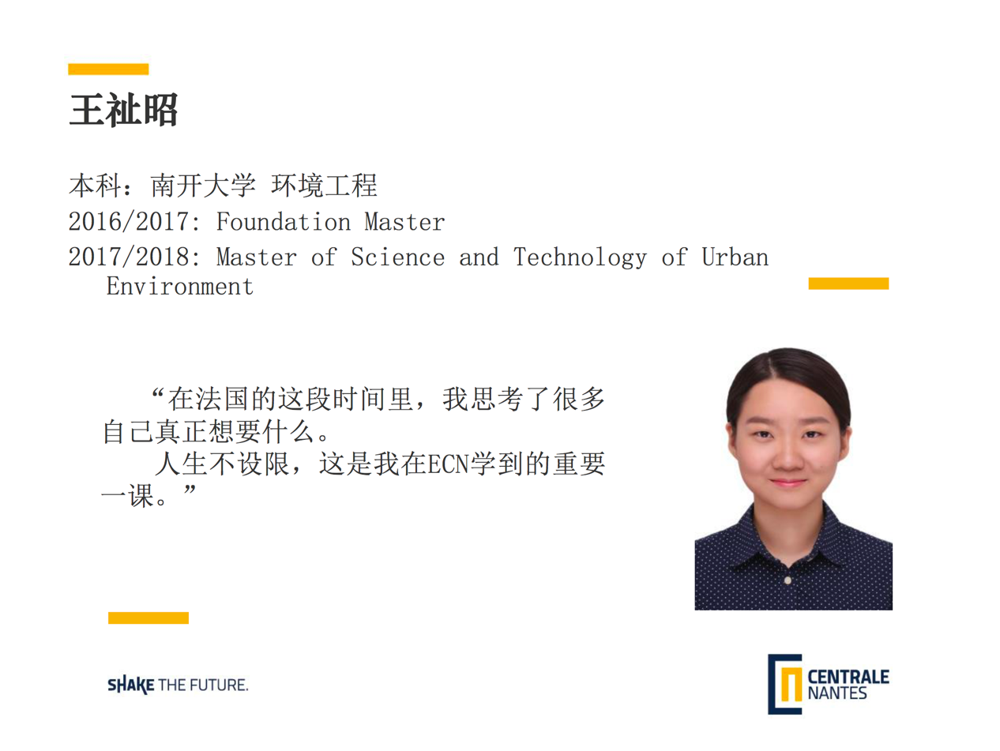 王祉昭
本科：南开大学 环境工程
2016/2017: Foundation Master
2017/2018: Master of Science and Technology of Urban
Environment
“在法国的这段时间里，我思考了很多
自己真正想要什么。
人生不设限，这是我在ECN学到的重要
一课。”
SHAKE THE FUTURE.
CENTRALE
NANTES